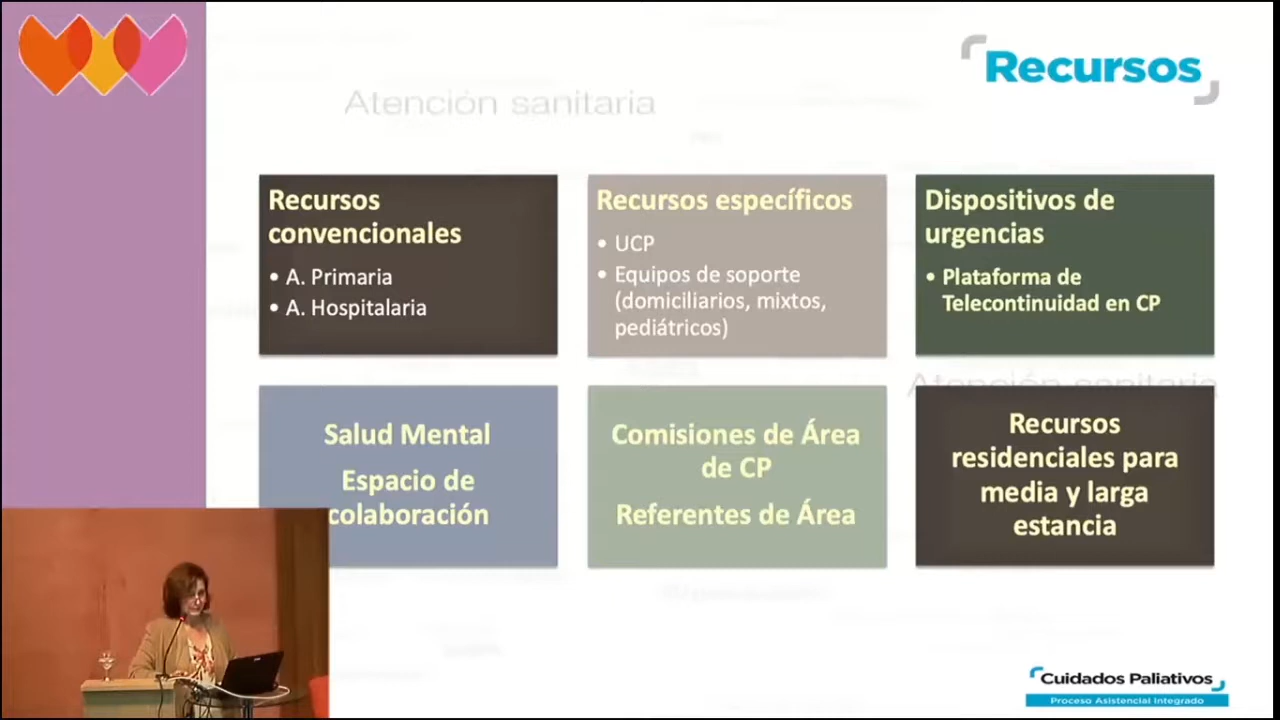 Recursos
Atención sanitaria
Recursos
convencionales
• A. Primaria
• A. Hospitalaria
Recursos específicos
• UCP
• Equipos de soporte
(domiciliarios, mixtos,
pediátricos)
Dispositivos de
urgencias
• Plataforma de
Telecontinuidad en CP
Atención sanitaria
Salud Mental
Espacio de
colaboración
Comisiones de Área
de CP
Referentes de Área
Recursos
residenciales para
media y larga
estancia
Cuidados Paliativos
Proceso Asistencial Integrado